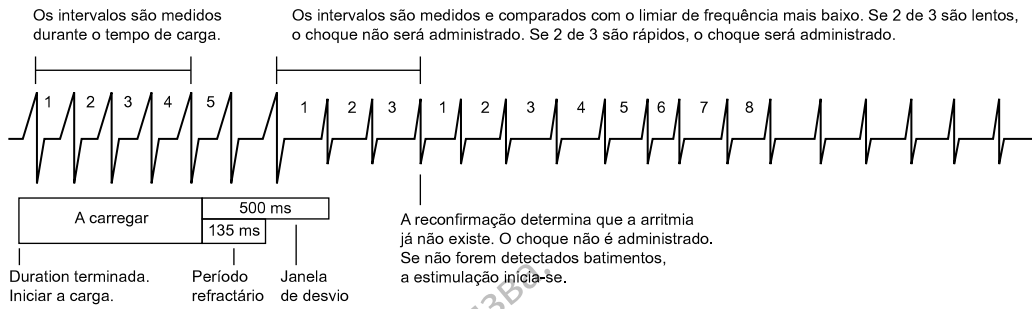 Os intervalos são medidos
durante o tempo de carga.
Os intervalos são medidos e comparados com o limiar de frequência mais baixo. Se 2 de 3 são lentos,
o choque não será administrado. Se 2 de 3 são rápidos, o choque será administrado.
1 2 3 4 5 1 2 3 1 2 3 4 5 6 7 8
A carregar
500 ms
135 ms
Duration terminada.
Iniciar a carga.
Período
refractário
Janela
de desvio
A reconfirmação determina que a arritmia
já não existe. O choque não é administrado.
Se não forem detectados batimentos,
a estimulação inicia-se.